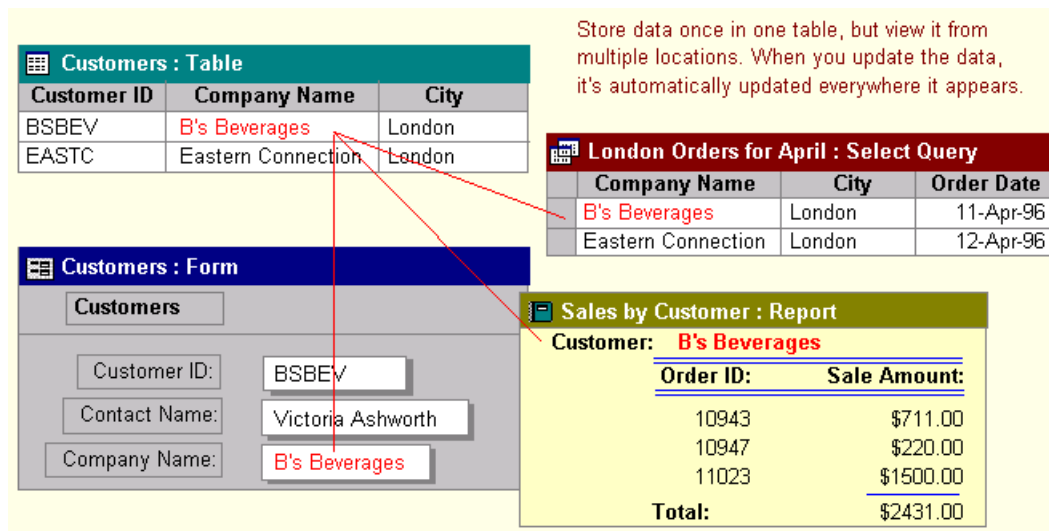 Store data once in one table, but view it from
multiple locations. When you update the data,
it's automatically updated everywhere it appears.
Customers : Table
Customer ID Company Name City
BSBEV B's Beverages London
EASTC Eastern Connection London
London Orders for April : Select Query
Company Name City Order Date
B's Beverages London 11-Apr-96
Eastern Connection London 12-Apr-96
Customers : Form
Customers
Customer ID: BSBEV
Contact Name: Victoria Ashworth
Company Name: B's Beverages
Sales by Customer : Report
Customer: B's Beverages
Order ID: Sale Amount:
10943 $711.00
10947 $220.00
11023 $1500.00
Total: $2431.00